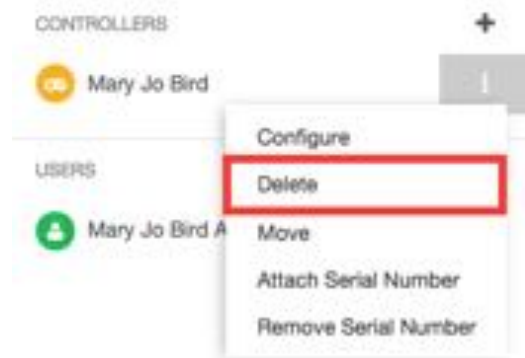 CONTROLLERS
Mary Jo Bird
Configure
USERS
Delete
Mary Jo Bird A
Move
Attach Serial Number
Remove Serial Number